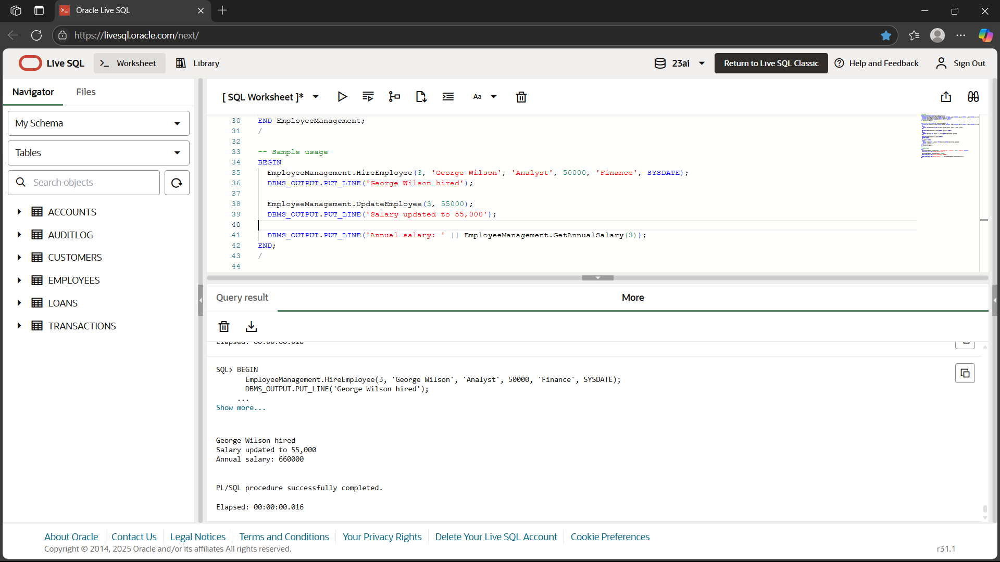 Oracle Live SQL
https://livesql.oracle.com/next/
Live SQL
Worksheet
Library
23ai
Return to Live SQL Classic
Help and Feedback
Sign Out
Navigator
Files
My Schema
Tables
Search objects
ACCOUNTS
AUDITLOG
CUSTOMERS
EMPLOYEES
LOANS
TRANSACTIONS
[ SQL Worksheet ]*
Aa
30 END EmployeeManagement;
31 /
32
33 -- Sample usage
34 BEGIN
35 EmployeeManagement.HireEmployee(3, 'George Wilson', 'Analyst', 50000, 'Finance', SYSDATE);
36 DBMS_OUTPUT.PUT_LINE('George Wilson hired');
37
38 EmployeeManagement.UpdateEmployee(3, 55000);
39 DBMS_OUTPUT.PUT_LINE('Salary updated to 55,000');
40
41 DBMS_OUTPUT.PUT_LINE('Annual salary: ' || EmployeeManagement.GetAnnualSalary(3));
42 END;
43 /
44
Query result
More
Elapsed: 00:00:00.018
SQL> BEGIN
EmployeeManagement.HireEmployee(3, 'George Wilson', 'Analyst', 50000, 'Finance', SYSDATE);
DBMS_OUTPUT.PUT_LINE('George Wilson hired');
...
Show more...
George Wilson hired
Salary updated to 55,000
Annual salary: 660000
PL/SQL procedure successfully completed.
Elapsed: 00:00:00.016
About Oracle
Contact Us
Legal Notices
Terms and Conditions
Your Privacy Rights
Delete Your Live SQL Account
Cookie Preferences
Copyright © 2014, 2025 Oracle and/or its affiliates All rights reserved.
r31.1